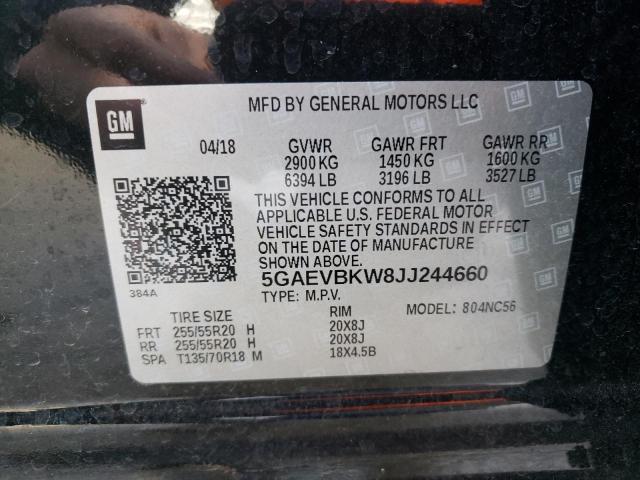 GM
MFD BY GENERAL MOTORS LLC
04/18 GVWR GAWR FRT GAWR RR
2900 KG 1450 KG 1600 KG
6394 LB 3196 LB 3527 LB
THIS VEHICLE CONFORMS TO ALL
APPLICABLE U.S. FEDERAL MOTOR
VEHICLE SAFETY STANDARDS IN EFFECT
ON THE DATE OF MANUFACTURE
SHOWN ABOVE.
384A
5GAEVBKW8JJ244660
TYPE: M.P.V. MODEL: 804NC56
TIRE SIZE RIM
FRT 255/55R20 H 20X8J
RR 255/55R20 H 20X8J
SPA T135/70R18 M 18X4.5B